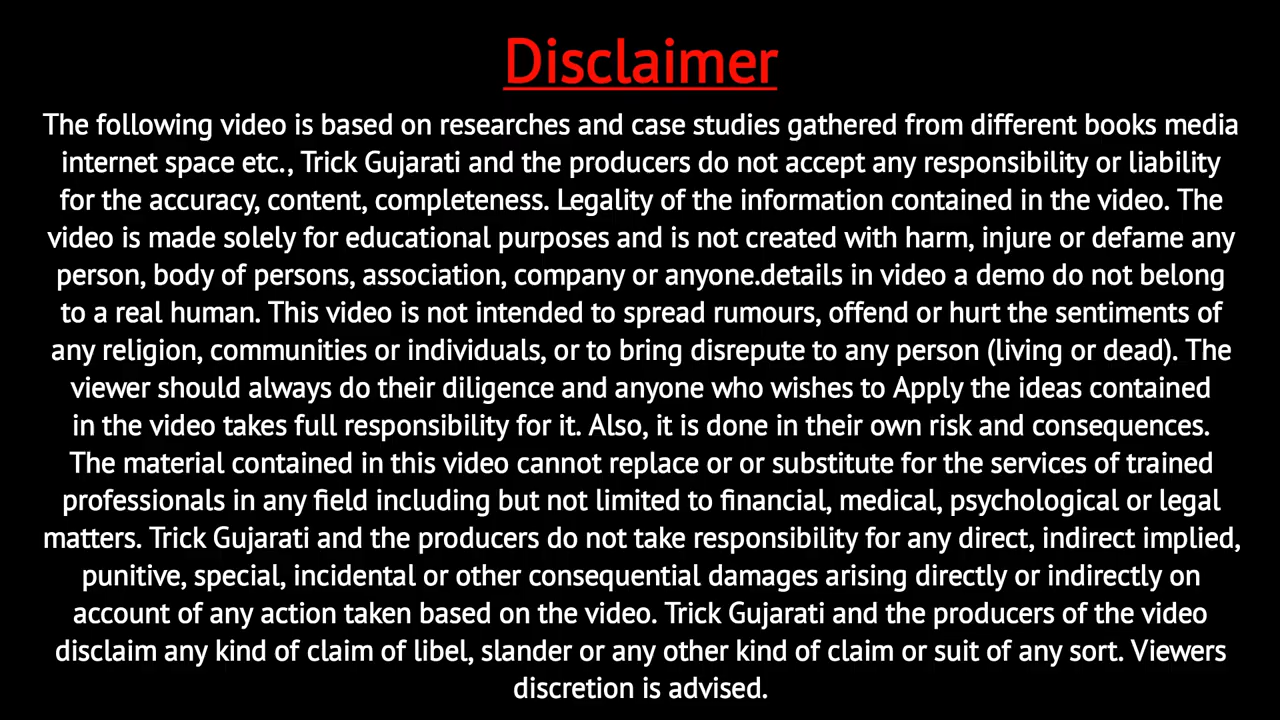 Disclaimer
The following video is based on researches and case studies gathered from different books media
internet space etc., Trick Gujarati and the producers do not accept any responsibility or liability
for the accuracy, content, completeness. Legality of the information contained in the video. The
video is made solely for educational purposes and is not created with harm, injure or defame any
person, body of persons, association, company or anyone.details in video a demo do not belong
to a real human. This video is not intended to spread rumours, offend or hurt the sentiments of
any religion, communities or individuals, or to bring disrepute to any person (living or dead). The
viewer should always do their diligence and anyone who wishes to Apply the ideas contained
in the video takes full responsibility for it. Also, it is done in their own risk and consequences.
The material contained in this video cannot replace or or substitute for the services of trained
professionals in any field including but not limited to financial, medical, psychological or legal
matters. Trick Gujarati and the producers do not take responsibility for any direct, indirect implied,
punitive, special, incidental or other consequential damages arising directly or indirectly on
account of any action taken based on the video. Trick Gujarati and the producers of the video
disclaim any kind of claim of libel, slander or any other kind of claim or suit of any sort. Viewers
discretion is advised.